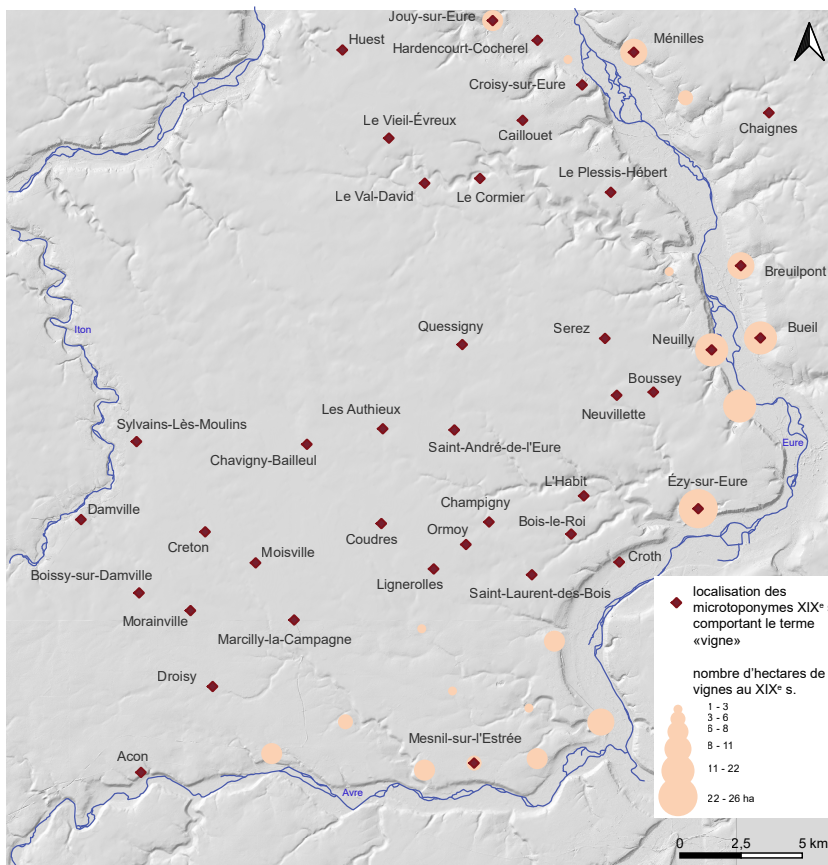 Jouy-sur-Eure
Huest
Hardencourt-Cocherel
Ménilles
Croisy-sur-Eure
Le Vieil-Évreux
Caillouet
Chaignes
Le Plessis-Hébert
Le Val-David
Le Cormier
Breuilpont
Iton
Quessigny
Serez
Neuilly
Bueil
Boussey
Neuvillette
Les Authieux
Sylvains-Lès-Moulins
Saint-André-de-l'Eure
Chavigny-Bailleul
Eure
L'Habit
Ézy-sur-Eure
Damville
Champigny
Bois-le-Roi
Creton
Coudres
Ormoy
Moisville
Croth
Boissy-sur-Damville
Lignerolles
Saint-Laurent-des-Bois
Morainville
Marcilly-la-Campagne
Droisy
Mesnil-sur-l'Estrée
Acon
Avre
localisation des
microtoponymes XIXᵉ s
comportant le terme
«vigne»
nombre d'hectares de
vignes au XIXᵉ s.
1 - 3
3 - 6
6 - 8
8 - 11
11 - 22
22 - 26 ha
0 2,5 5 km